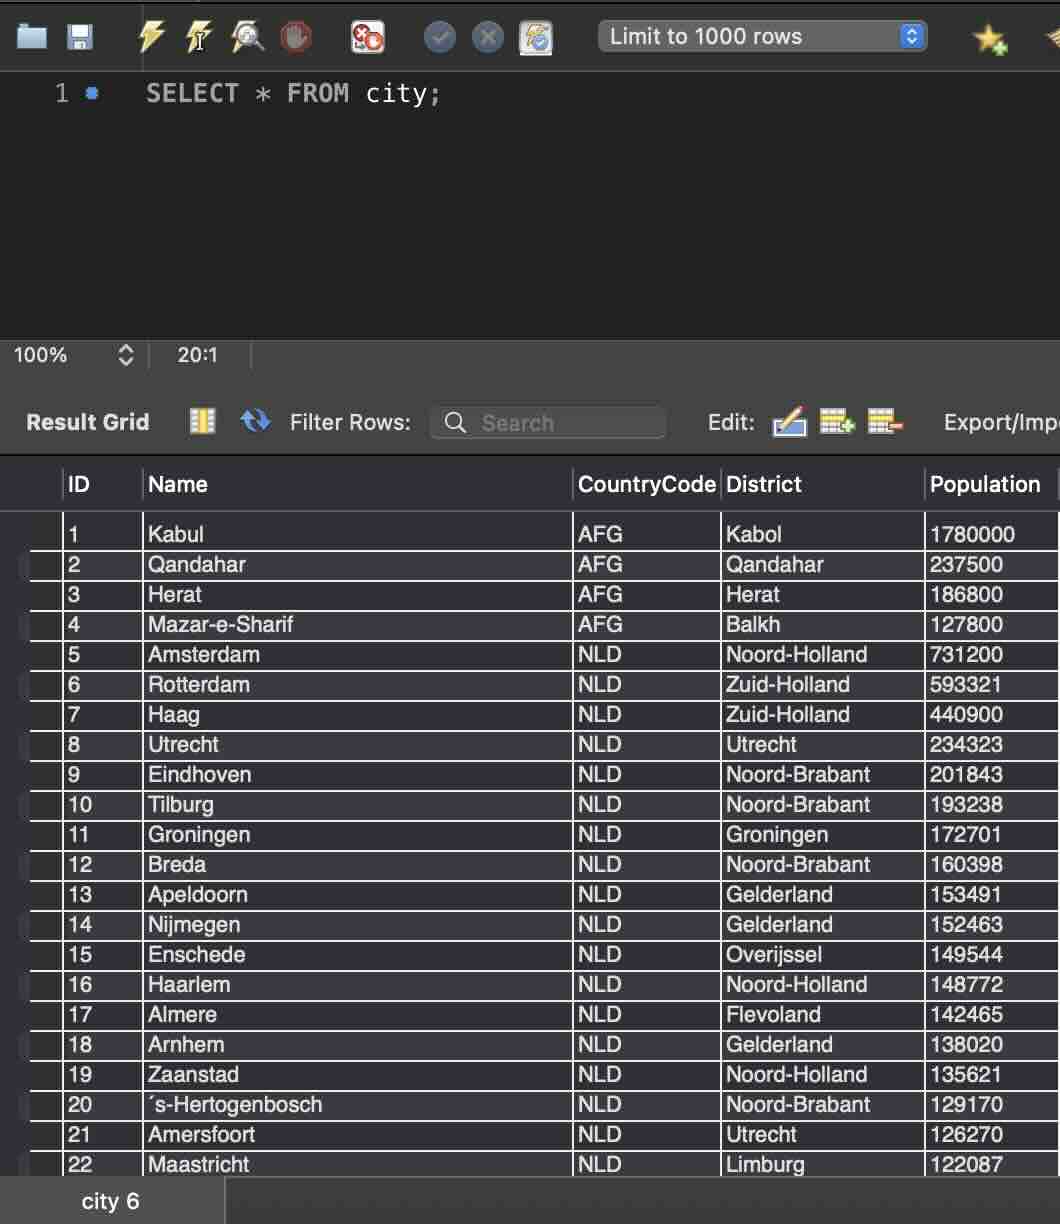 Limit to 1000 rows
1 SELECT * FROM city;
100% 20:1
Result Grid Filter Rows: Search Edit: Export/Imp
ID Name CountryCode District Population
1 Kabul AFG Kabol 1780000
2 Qandahar AFG Qandahar 237500
3 Herat AFG Herat 186800
4 Mazar-e-Sharif AFG Balkh 127800
5 Amsterdam NLD Noord-Holland 731200
6 Rotterdam NLD Zuid-Holland 593321
7 Haag NLD Zuid-Holland 440900
8 Utrecht NLD Utrecht 234323
9 Eindhoven NLD Noord-Brabant 201843
10 Tilburg NLD Noord-Brabant 193238
11 Groningen NLD Groningen 172701
12 Breda NLD Noord-Brabant 160398
13 Apeldoorn NLD Gelderland 153491
14 Nijmegen NLD Gelderland 152463
15 Enschede NLD Overijssel 149544
16 Haarlem NLD Noord-Holland 148772
17 Almere NLD Flevoland 142465
18 Arnhem NLD Gelderland 138020
19 Zaanstad NLD Noord-Holland 135621
20 ´s-Hertogenbosch NLD Noord-Brabant 129170
21 Amersfoort NLD Utrecht 126270
22 Maastricht NLD Limburg 122087
city 6